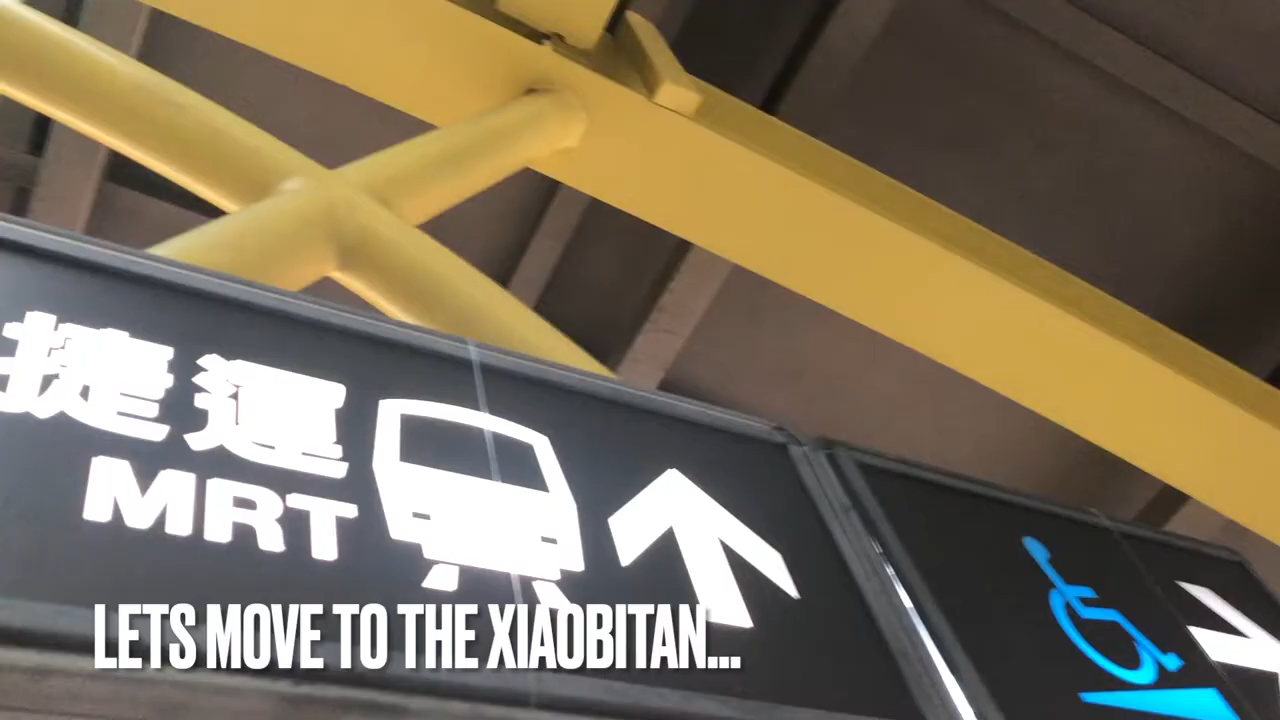 捷運
MRT
LETS MOVE TO THE XIAOBITAN...